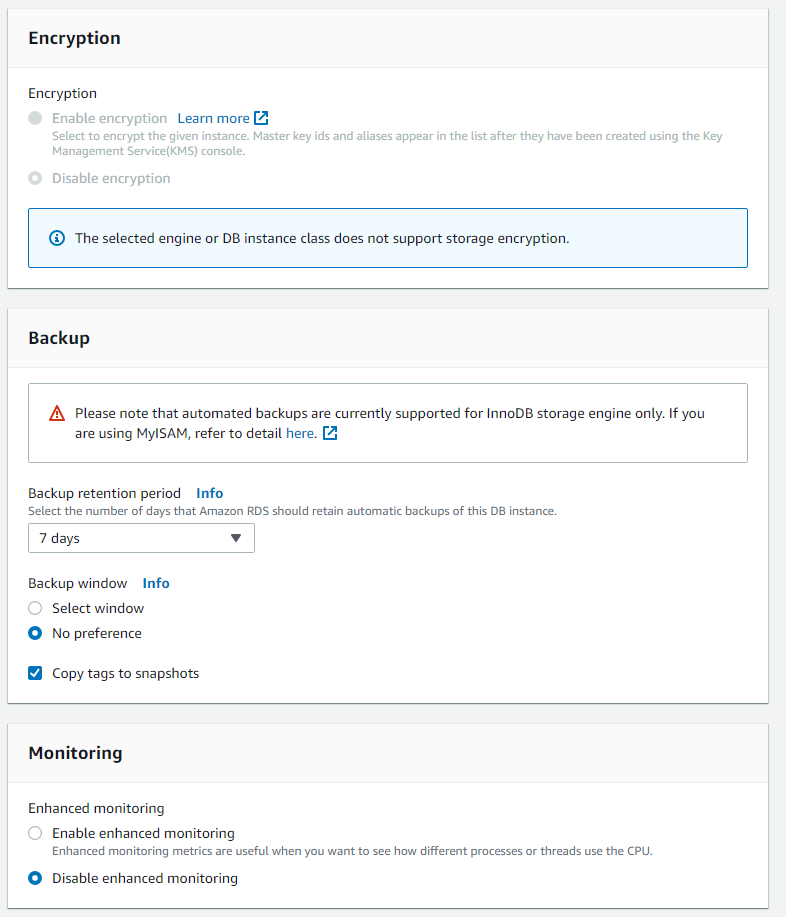 Encryption
Encryption
Enable encryption Learn more
Select to encrypt the given instance. Master key ids and aliases appear in the list after they have been created using the Key
Management Service(KMS) console.
Disable encryption
The selected engine or DB instance class does not support storage encryption.
Backup
Please note that automated backups are currently supported for InnoDB storage engine only. If you
are using MyISAM, refer to detail here.
Backup retention period Info
Select the number of days that Amazon RDS should retain automatic backups of this DB instance.
7 days
Backup window Info
Select window
No preference
Copy tags to snapshots
Monitoring
Enhanced monitoring
Enable enhanced monitoring
Enhanced monitoring metrics are useful when you want to see how different processes or threads use the CPU.
Disable enhanced monitoring